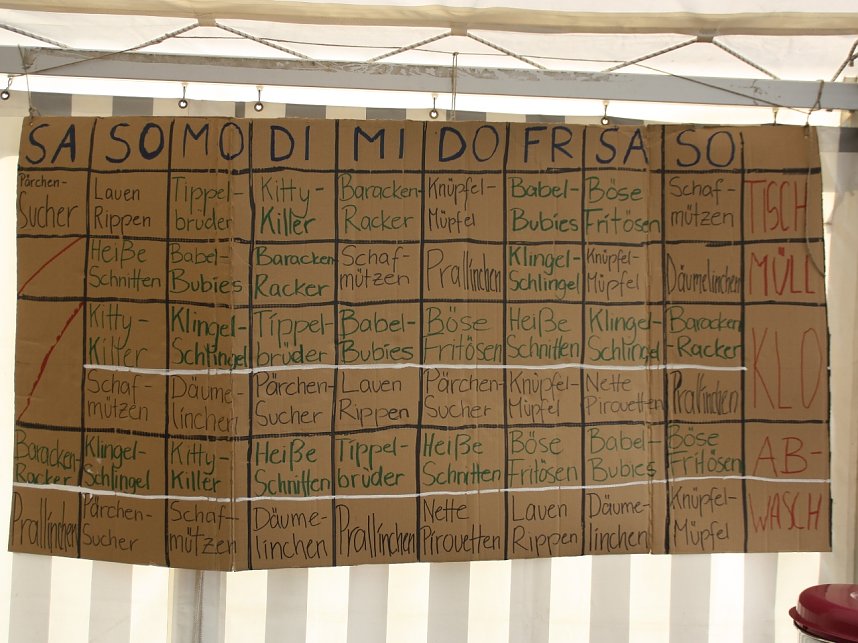 SA
SO
MO
DI
MI
DO
FR
SA
SO
Pärchen-
Sucher
Lauen
Rippen
Tippel-
brüder
Kitty-
Killer
Baracken
Racker
Knüpfel-
Müpfel
Babel-
Bubies
Böse
Fritösen
Schaf-
mützen
TISCH
Heiße
Schnitten
Babel-
Bubies
Baracken
Racker
Schaf-
mützen
Prallinchen
Klingel-
Schlingel
Knüpfel-
Müpfel
Däumelinchen
MÜLL
Kitty-
Killer
Klingel-
Schlingel
Tippel-
brüder
Babel-
Bubies
Böse
Fritösen
Heiße
Schnitten
Klingel-
Schlingel
Baracken
-Racker
KLO
Schaf-
mützen
Däume-
linchen
Pärchen-
Sucher
Lauen
Rippen
Pärchen-
Sucher
Knüpfel-
Müpfel
Nette
Pirouetten
Prallinchen
Baracken-
Racker
Klingel-
Schlingel
Kitty-
Killer
Heiße
Schnitten
Tippel-
brüder
Heiße
Schnitten
Böse
Fritösen
Babel-
Bubies
Böse
Fritösen
AB-
Prallinchen
Pärchen-
Sucher
Schaf-
mützen
Däume-
linchen
Prallinchen
Nette
Pirouetten
Lauen
Rippen
Däume-
linchen
Knüpfel-
Müpfel
WASCH